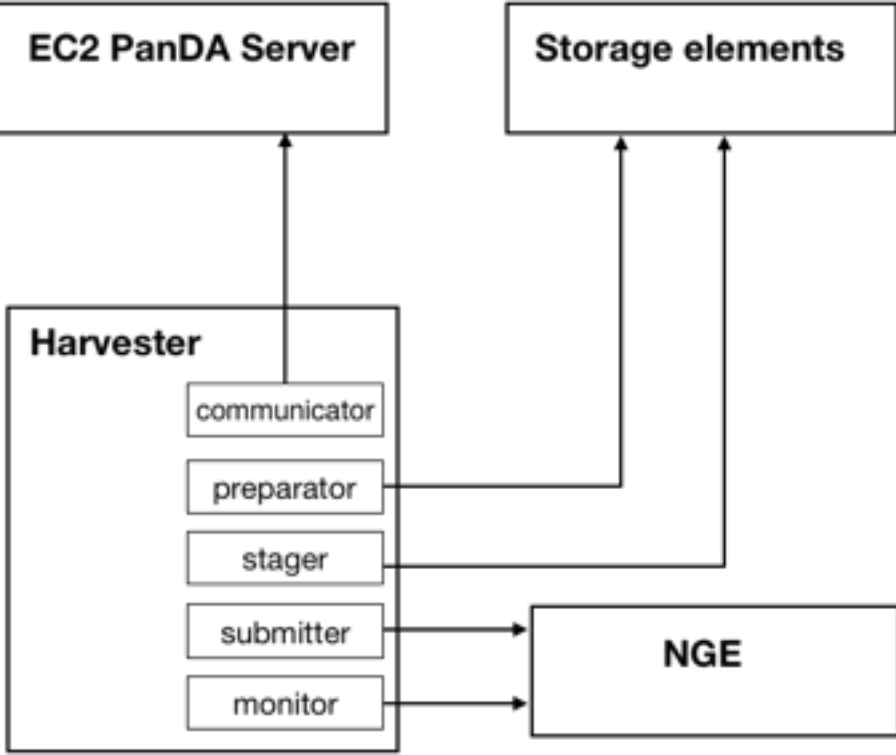 EC2 PanDA Server
Storage elements
Harvester
communicator
preparator
stager
submitter
monitor
NGE